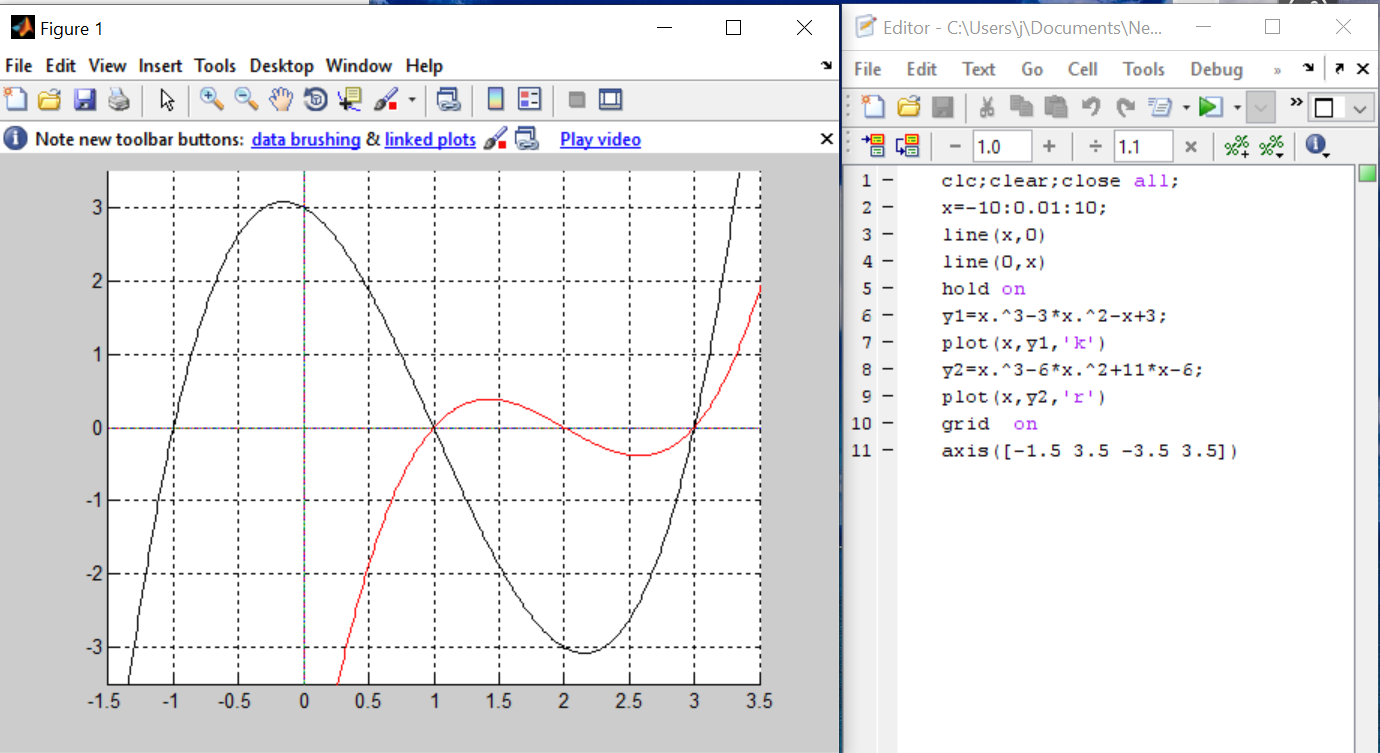 Figure 1
File Edit View Insert Tools Desktop Window Help
Note new toolbar buttons: data brushing & linked plots Play video
3
2
1
0
-1
-2
-3
-1.5 -1 -0.5 0 0.5 1 1.5 2 2.5 3 3.5
Editor - C:\Users\j\Documents\Ne...
File Edit Text Go Cell Tools Debug »
»
− 1.0 + ÷ 1.1 ×
1 – clc;clear;close all;
2 – x=-10:0.01:10;
3 – line(x,0)
4 – line(0,x)
5 – hold on
6 – y1=x.^3-3*x.^2-x+3;
7 – plot(x,y1,'k')
8 – y2=x.^3-6*x.^2+11*x-6;
9 – plot(x,y2,'r')
10 – grid  on
11 – axis([-1.5 3.5 -3.5 3.5])